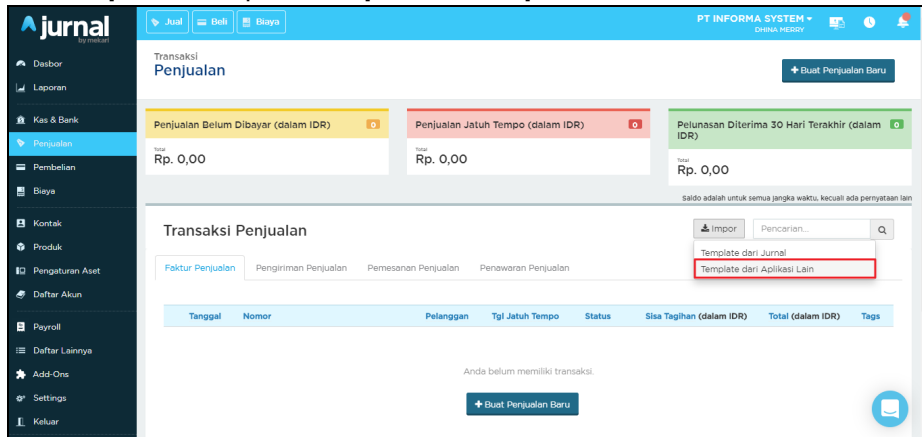 jurnal
by mekari
Jual
Beli
Biaya
PT INFORMA SYSTEM
DHINA MERRY
Dasbor
Laporan
Kas & Bank
Penjualan
Pembelian
Biaya
Kontak
Produk
Pengaturan Aset
Daftar Akun
Payroll
Daftar Lainnya
Add-Ons
Settings
Keluar
Transaksi
Penjualan
+ Buat Penjualan Baru
Penjualan Belum Dibayar (dalam IDR) 0
Total
Rp. 0,00
Penjualan Jatuh Tempo (dalam IDR) 0
Total
Rp. 0,00
Pelunasan Diterima 30 Hari Terakhir (dalam 0
IDR)
Total
Rp. 0,00
Saldo adalah untuk semua jangka waktu, kecuali ada pernyataan lain
Transaksi Penjualan
Impor
Pencarian...
Template dari Jurnal
Template dari Aplikasi Lain
Faktur Penjualan Pengiriman Penjualan Pemesanan Penjualan Penawaran Penjualan
Tanggal Nomor Pelanggan Tgl Jatuh Tempo Status Sisa Tagihan (dalam IDR) Total (dalam IDR) Tags
Anda belum memiliki transaksi.
+ Buat Penjualan Baru